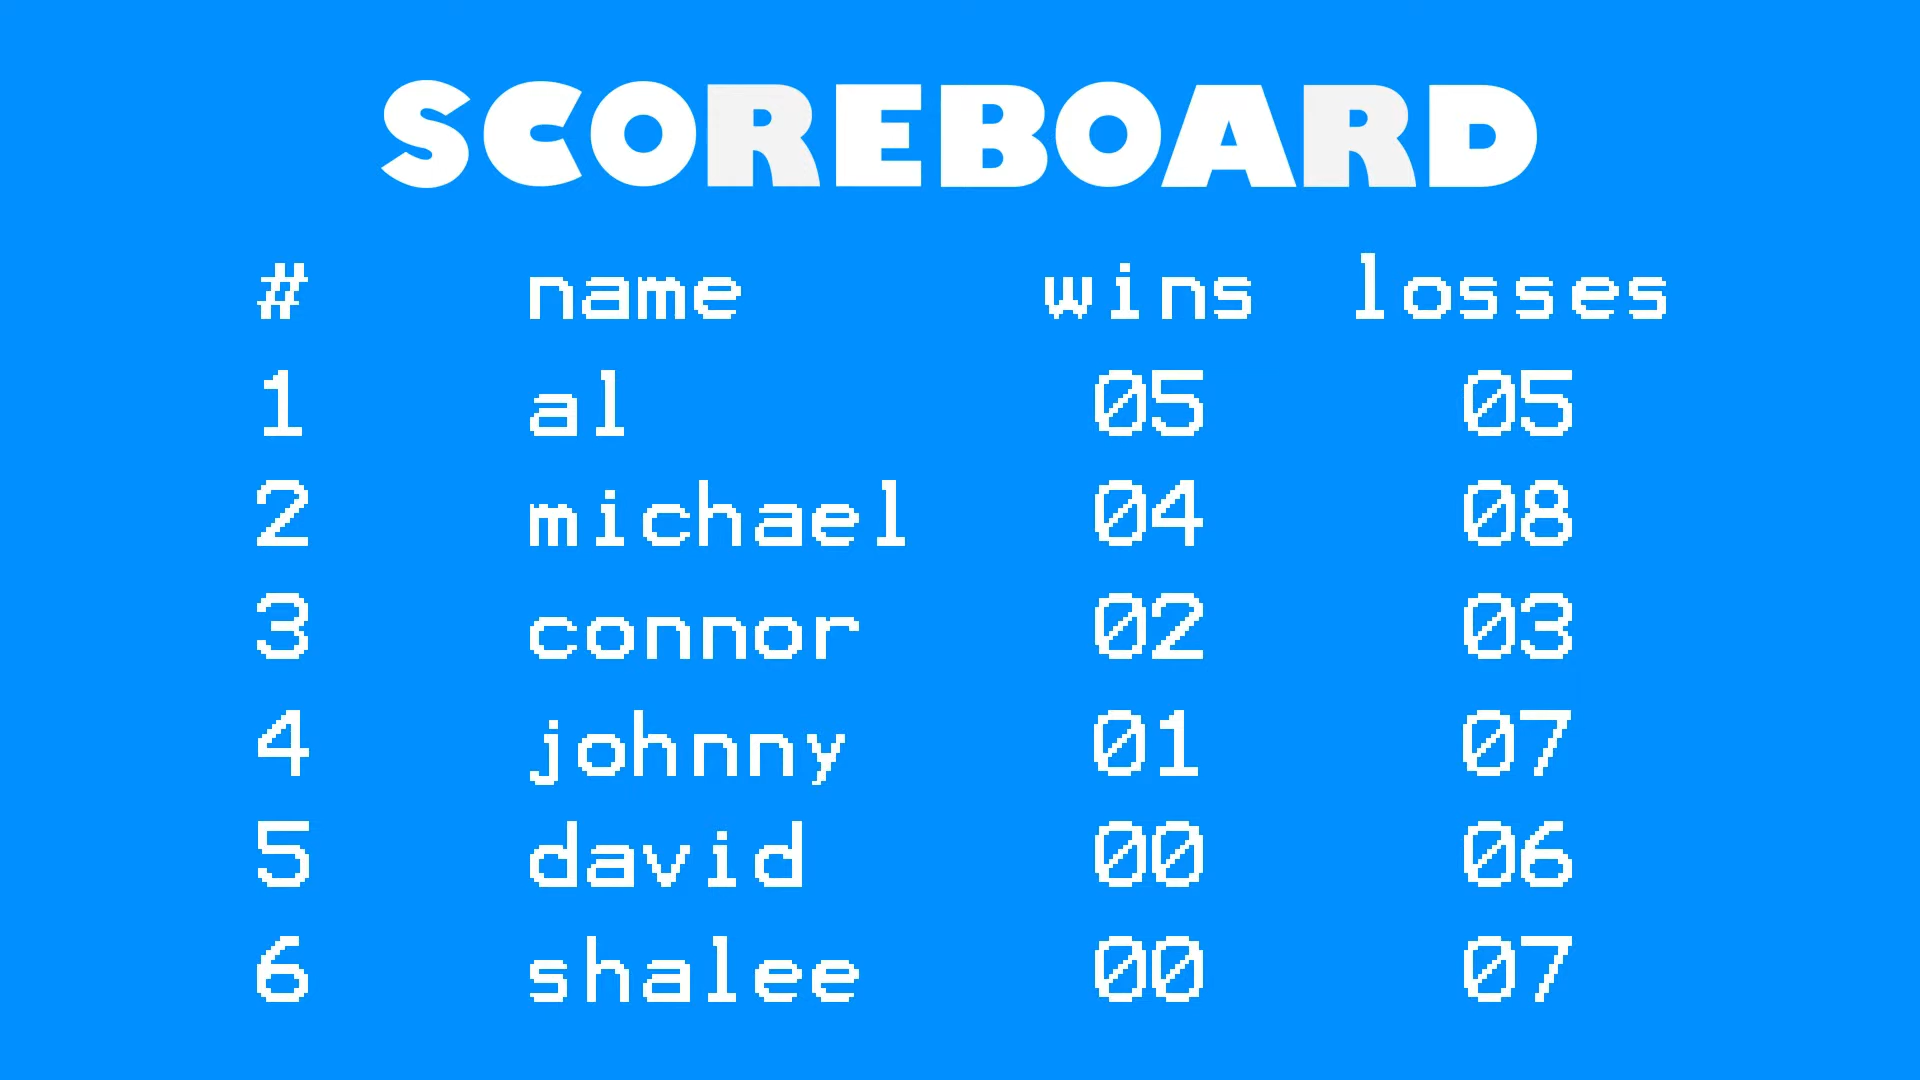 SCOREBOARD
# name wins losses
1 al 05 05
2 michael 04 08
3 connor 02 03
4 johnny 01 07
5 david 00 06
6 shalee 00 07